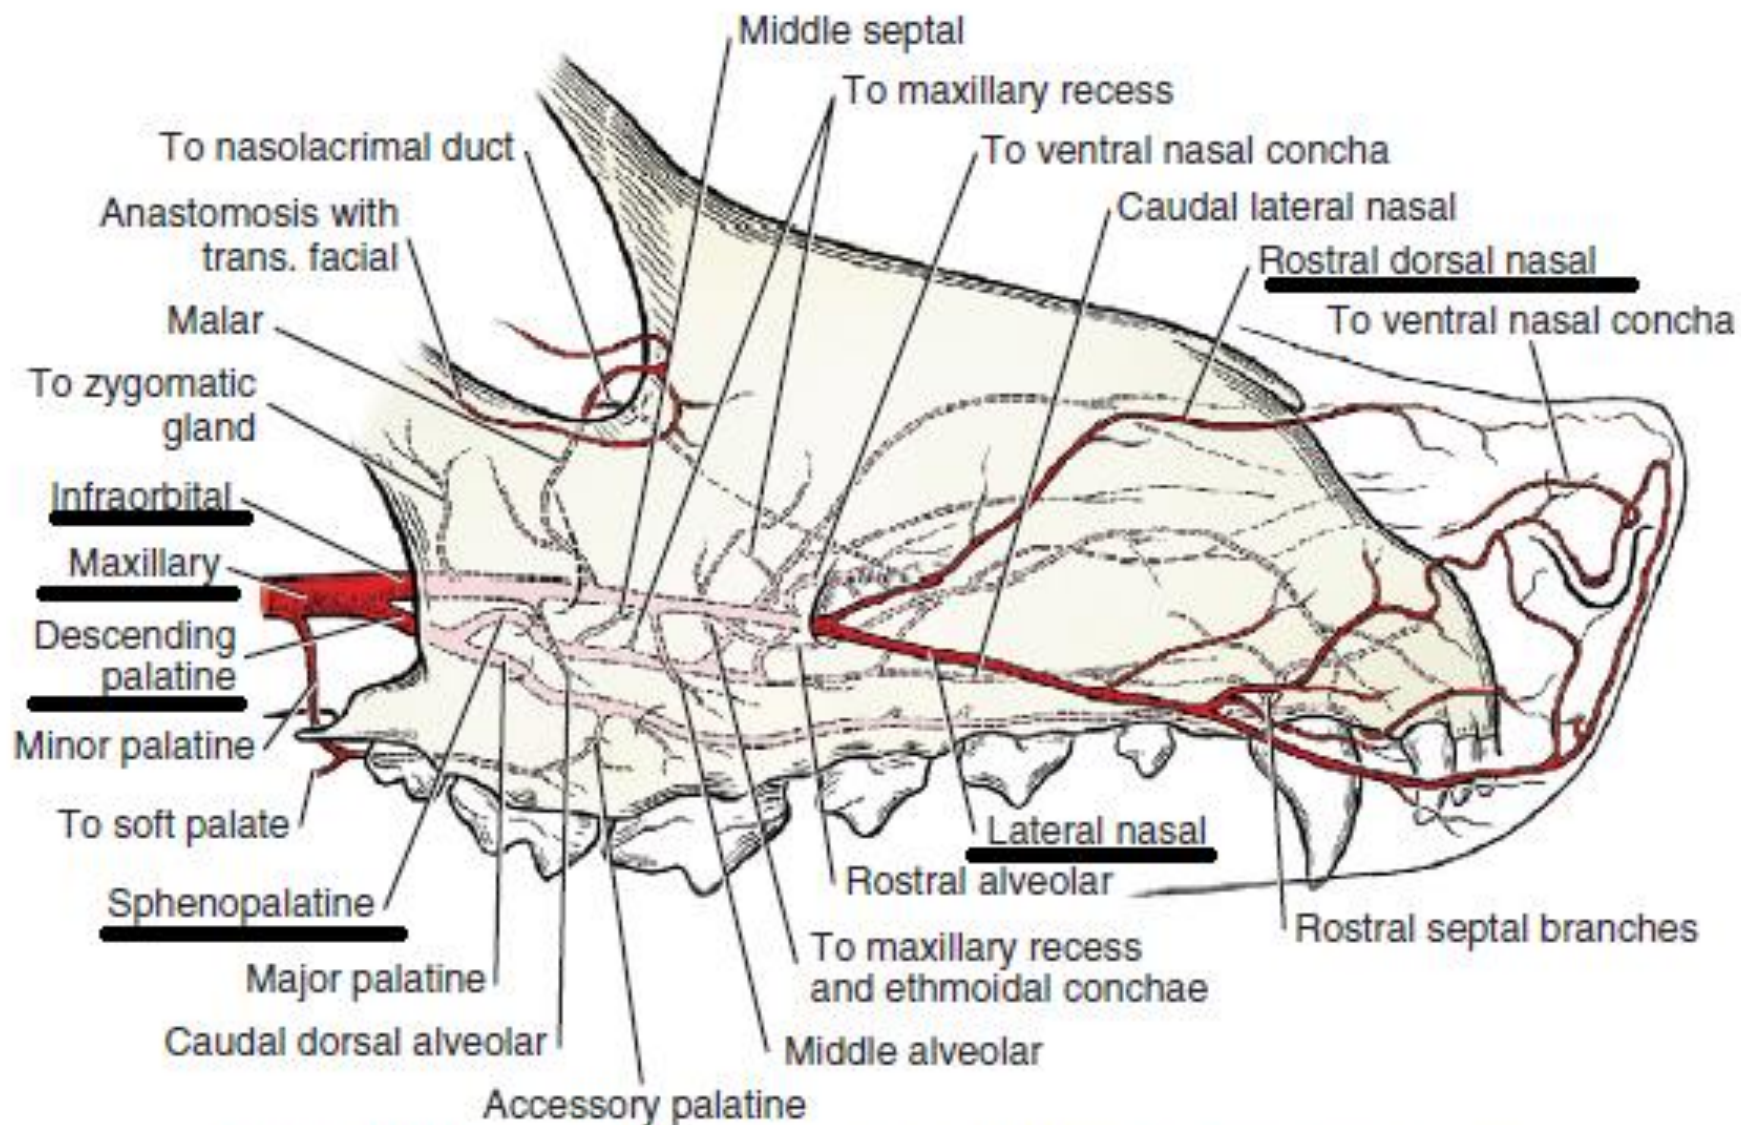 Middle septal
To maxillary recess
To nasolacrimal duct
To ventral nasal concha
Anastomosis with
trans. facial
Caudal lateral nasal
Rostral dorsal nasal
Malar
To ventral nasal concha
To zygomatic
gland
Infraorbital
Maxillary
Descending
palatine
Minor palatine
To soft palate
Lateral nasal
Rostral alveolar
Sphenopalatine
Rostral septal branches
Major palatine
To maxillary recess
and ethmoidal conchae
Caudal dorsal alveolar
Middle alveolar
Accessory palatine